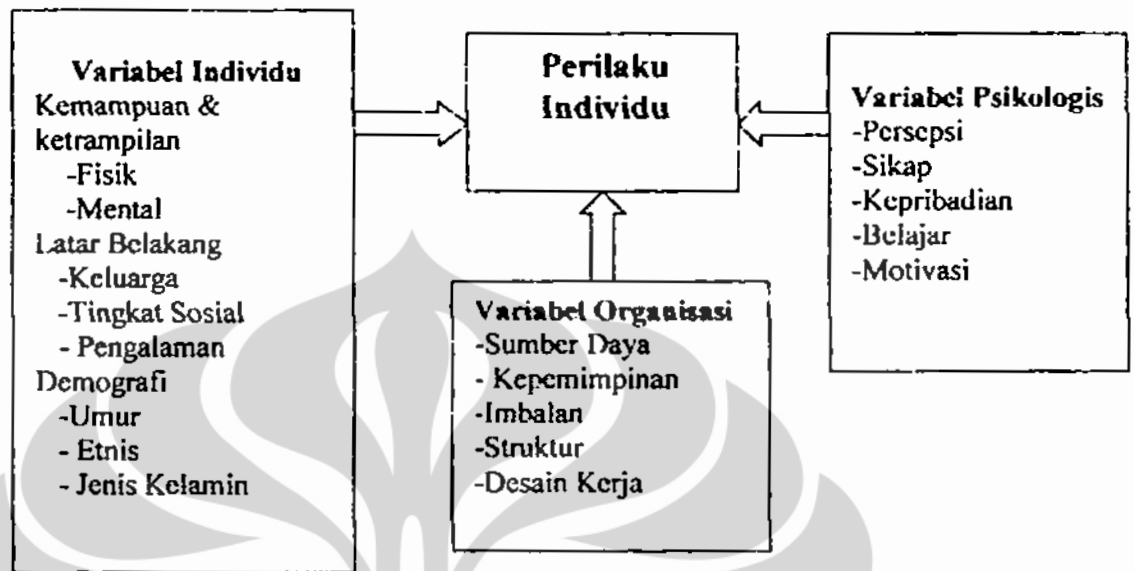 Variabel Individu
Kemampuan &
ketrampilan
-Fisik
-Mental
Latar Belakang
-Keluarga
-Tingkat Sosial
- Pengalaman
Demografi
-Umur
- Etnis
- Jenis Kelamin
Perilaku
Individu
Variabel Organisasi
-Sumber Daya
- Kepemimpinan
-Imbalan
-Struktur
-Desain Kerja
Variabel Psikologis
-Persepsi
-Sikap
-Kepribadian
-Belajar
-Motivasi